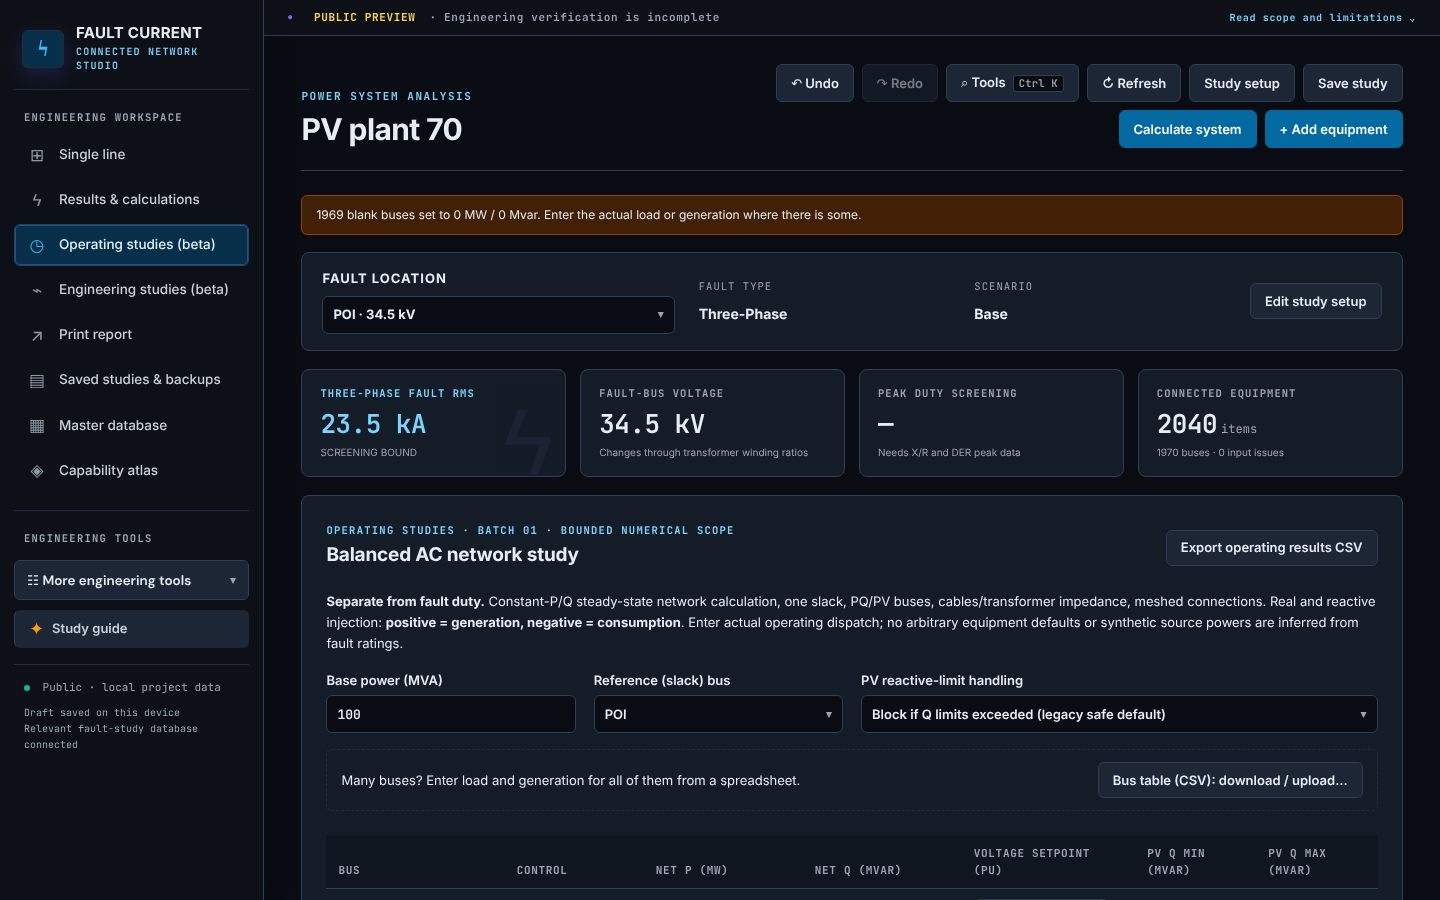 FAULT CURRENT
CONNECTED NETWORK
STUDIO
ENGINEERING WORKSPACE
Single line
Results & calculations
Operating studies (beta)
Engineering studies (beta)
Print report
Saved studies & backups
Master database
Capability atlas
ENGINEERING TOOLS
More engineering tools
Study guide
Public · local project data
Draft saved on this device
Relevant fault-study database
connected
PUBLIC PREVIEW · Engineering verification is incomplete
Read scope and limitations
POWER SYSTEM ANALYSIS
PV plant 70
Undo
Redo
Tools Ctrl K
Refresh
Study setup
Save study
Calculate system
+ Add equipment
1969 blank buses set to 0 MW / 0 Mvar. Enter the actual load or generation where there is some.
FAULT LOCATION
POI · 34.5 kV
FAULT TYPE
Three-Phase
SCENARIO
Base
Edit study setup
THREE-PHASE FAULT RMS
23.5 kA
SCREENING BOUND
FAULT-BUS VOLTAGE
34.5 kV
Changes through transformer winding ratios
PEAK DUTY SCREENING
—
Needs X/R and DER peak data
CONNECTED EQUIPMENT
2040 items
1970 buses · 0 input issues
OPERATING STUDIES · BATCH 01 · BOUNDED NUMERICAL SCOPE
Balanced AC network study
Export operating results CSV
Separate from fault duty. Constant-P/Q steady-state network calculation, one slack, PQ/PV buses, cables/transformer impedance, meshed connections. Real and reactive
injection: positive = generation, negative = consumption. Enter actual operating dispatch; no arbitrary equipment defaults or synthetic source powers are inferred from
fault ratings.
Base power (MVA)
100
Reference (slack) bus
POI
PV reactive-limit handling
Block if Q limits exceeded (legacy safe default)
Many buses? Enter load and generation for all of them from a spreadsheet.
Bus table (CSV): download / upload...
BUS
CONTROL
NET P (MW)
NET Q (MVAR)
VOLTAGE SETPOINT
(PU)
PV Q MIN
(MVAR)
PV Q MAX
(MVAR)